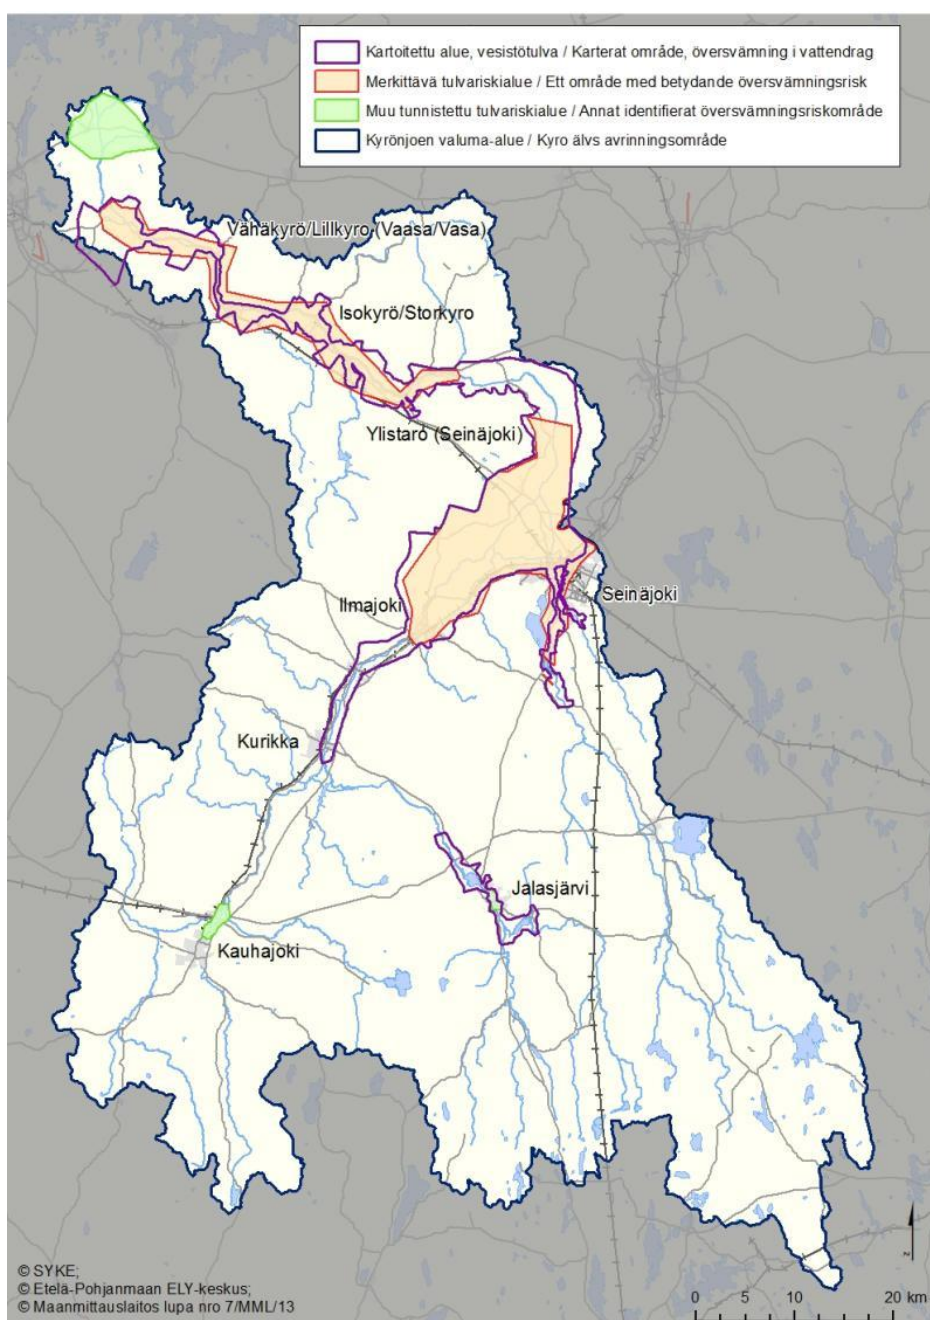 Kartoitettu alue, vesistötulva / Karterat område, översvämning i vattendrag
Merkittävä tulvariskialue / Ett område med betydande översvämningsrisk
Muu tunnistettu tulvariskialue / Annat identifierat översvämningsriskområde
Kyrönjoen valuma-alue / Kyro älvs avrinningsområde
Vähäkyrö/Lillkyro (Vaasa/Vasa)
Isokyrö/Storkyro
Ylistaro (Seinäjoki)
Seinäjoki
Ilmajoki
Kurikka
Jalasjärvi
Kauhajoki
© SYKE;
© Etelä-Pohjanmaan ELY-keskus;
© Maanmittauslaitos lupa nro 7/MML/13
N
0 5 10 20 km